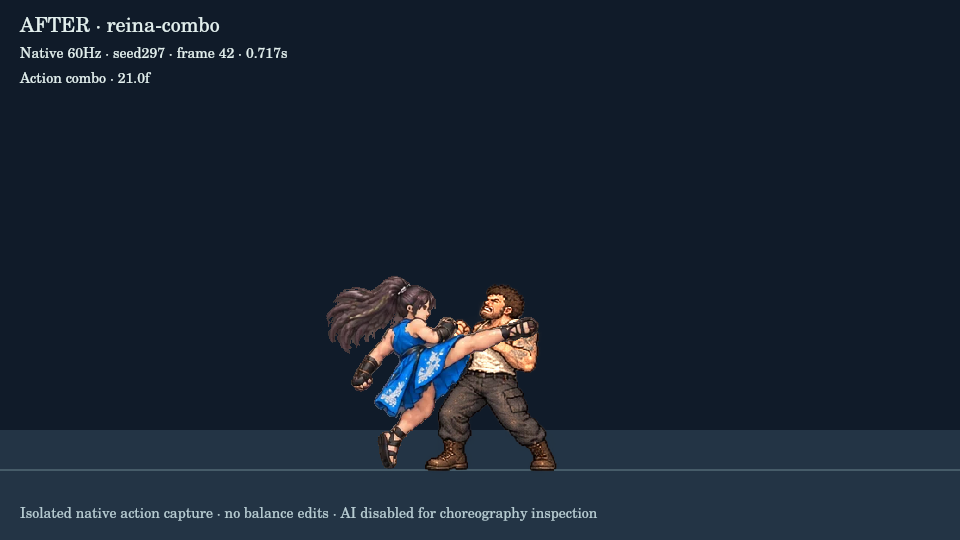 AFTER · reina-combo
Native 60Hz · seed297 · frame 42 · 0.717s
Action combo · 21.0f
Isolated native action capture · no balance edits · AI disabled for choreography inspection